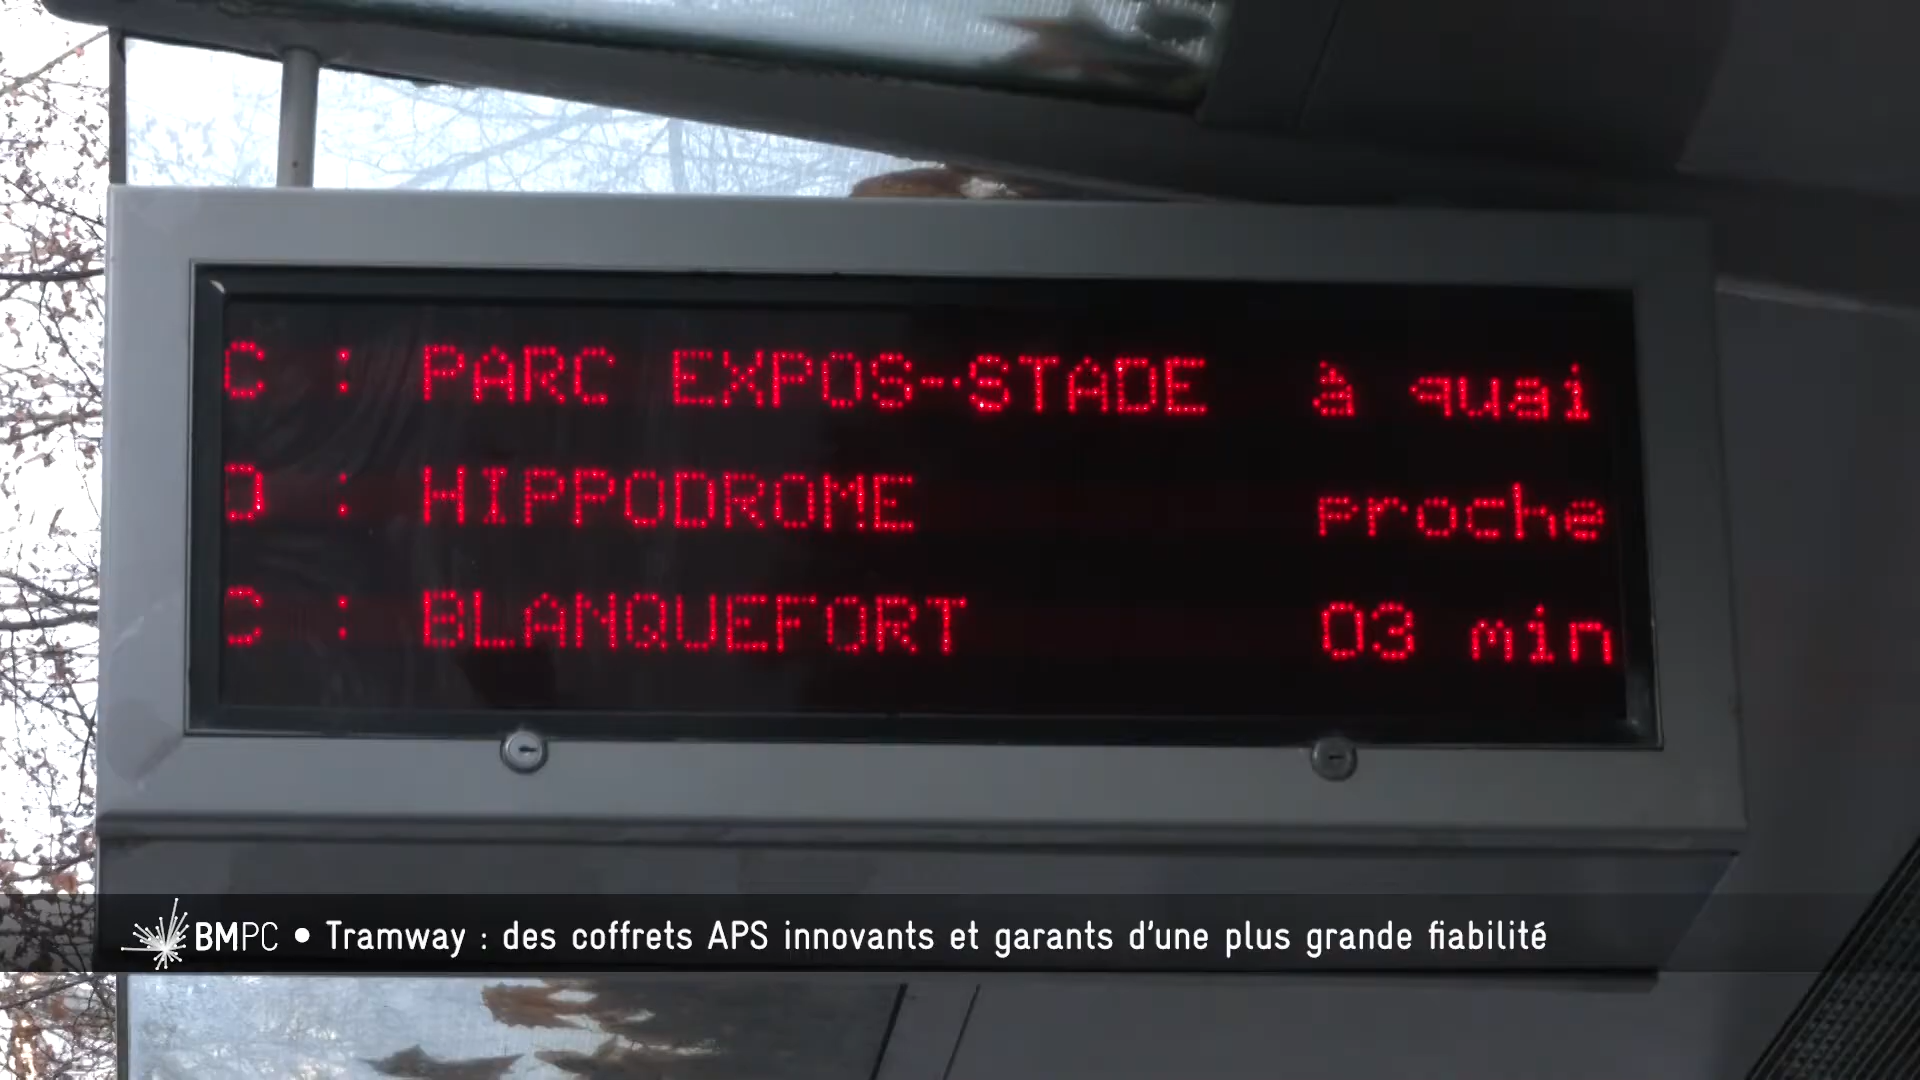 C : PARC EXPOS-STADE à quai
D : HIPPODROME proche
C : BLANQUEFORT 03 min
BMPC • Tramway : des coffrets APS innovants et garants d'une plus grande fiabilité